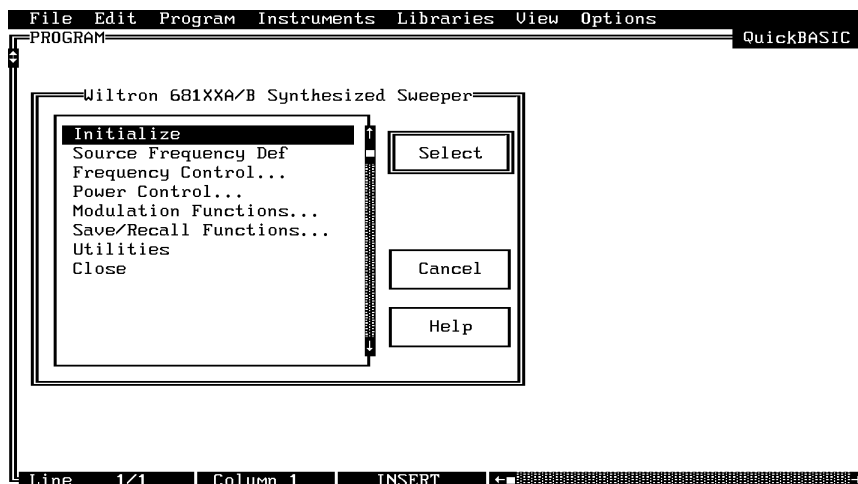 File Edit Program Instruments Libraries View Options
PROGRAM
QuickBASIC
Wiltron 681XXA/B Synthesized Sweeper
Initialize
Source Frequency Def
Frequency Control...
Power Control...
Modulation Functions...
Save/Recall Functions...
Utilities
Close
Select
Cancel
Help
Line 1/1 Column 1 INSERT